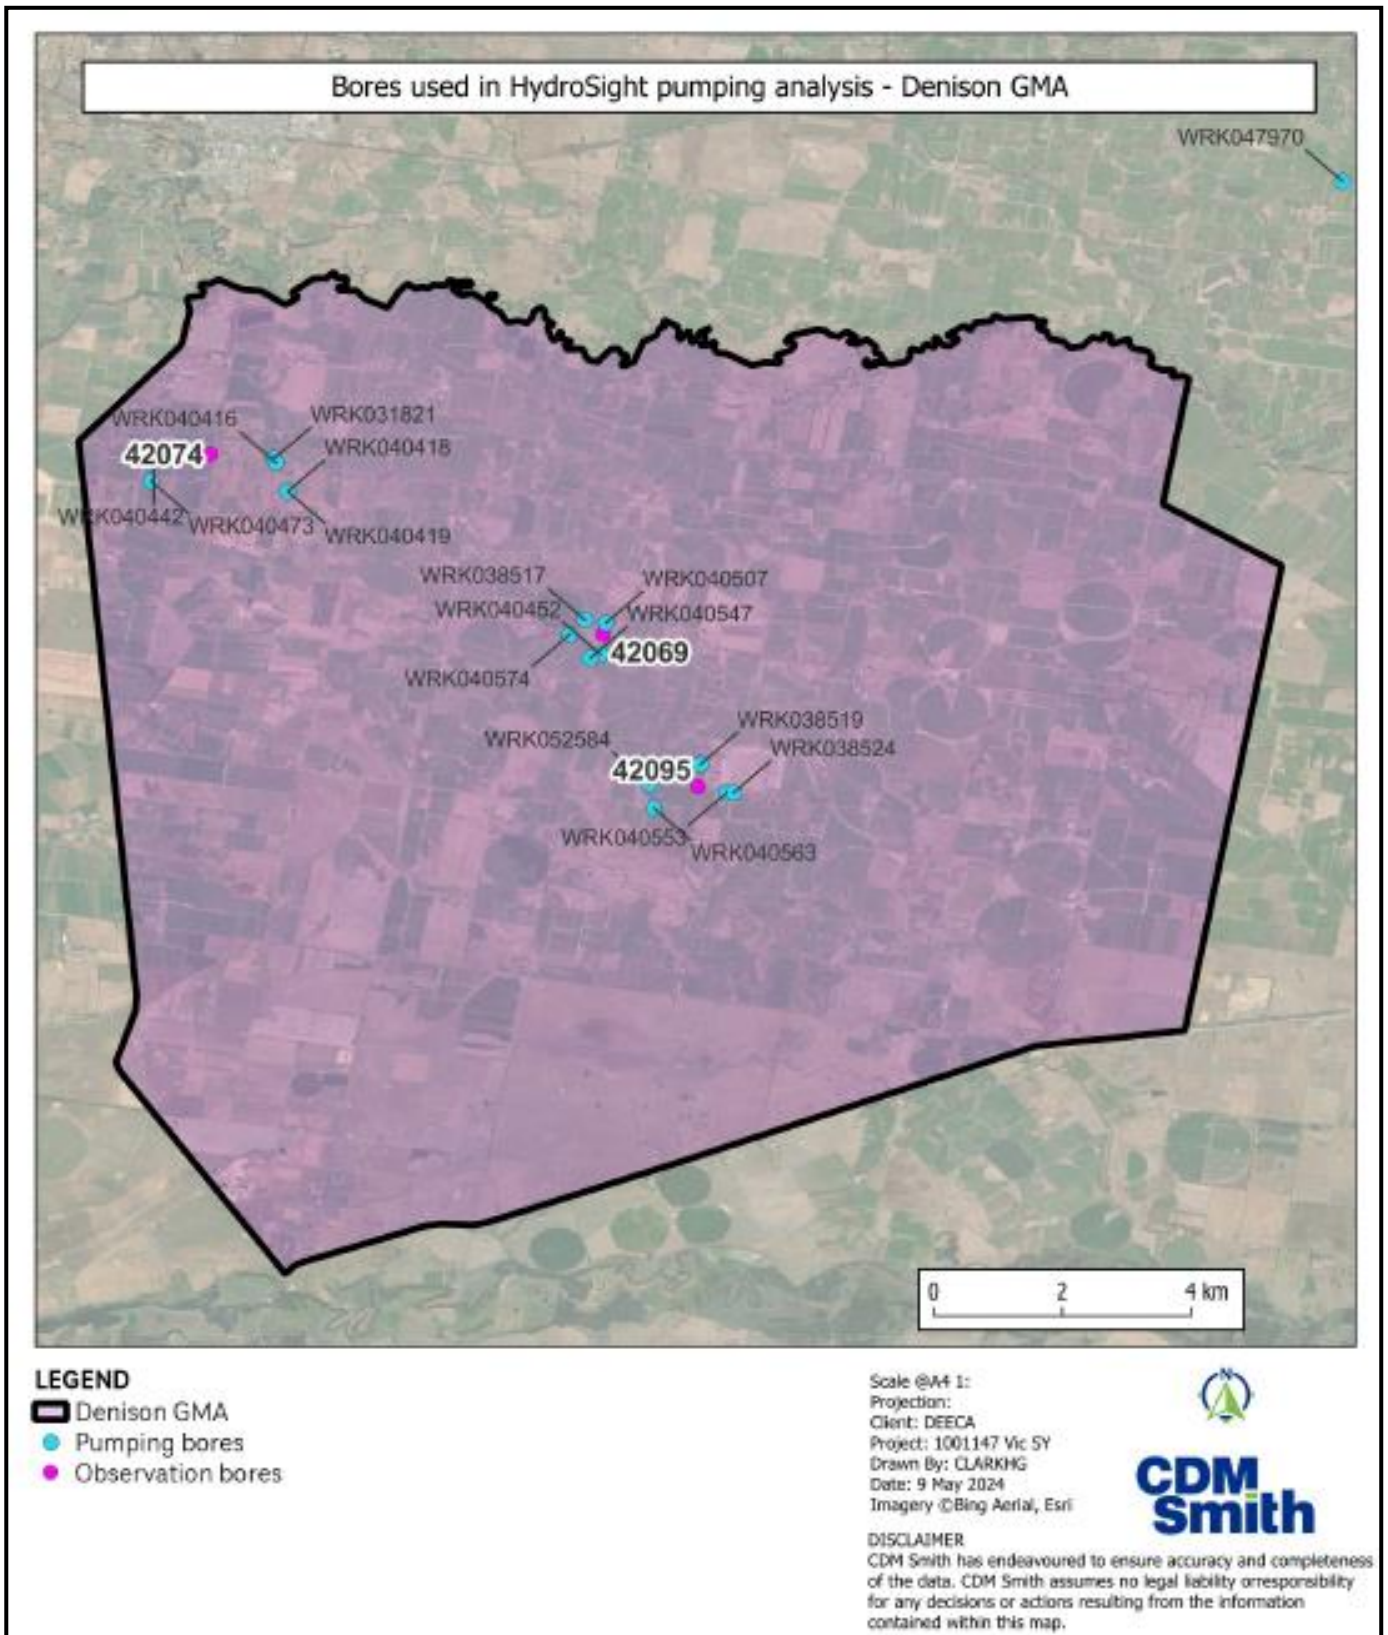 Bores used in HydroSight pumping analysis - Denison GMA
WRK047970
WRK040416
WRK031821
42074
WRK040418
WRK040442
WRK040473
WRK040419
WRK038517
WRK040507
WRK040452
WRK040547
42069
WRK040574
WRK038519
WRK052584
WRK038524
42095
WRK040553
WRK040563
0 2 4 km
LEGEND
Denison GMA
Pumping bores
Observation bores
Scale @A4 1:
Projection:
Client: DEECA
Project: 1001147 Vic SY
Drawn By: CLARKHG
Date: 9 May 2024
Imagery ©Bing Aerial, Esri
N
CDM
Smith
DISCLAIMER
CDM Smith has endeavoured to ensure accuracy and completeness
of the data. CDM Smith assumes no legal liability orresponsibility
for any decisions or actions resulting from the information
contained within this map.